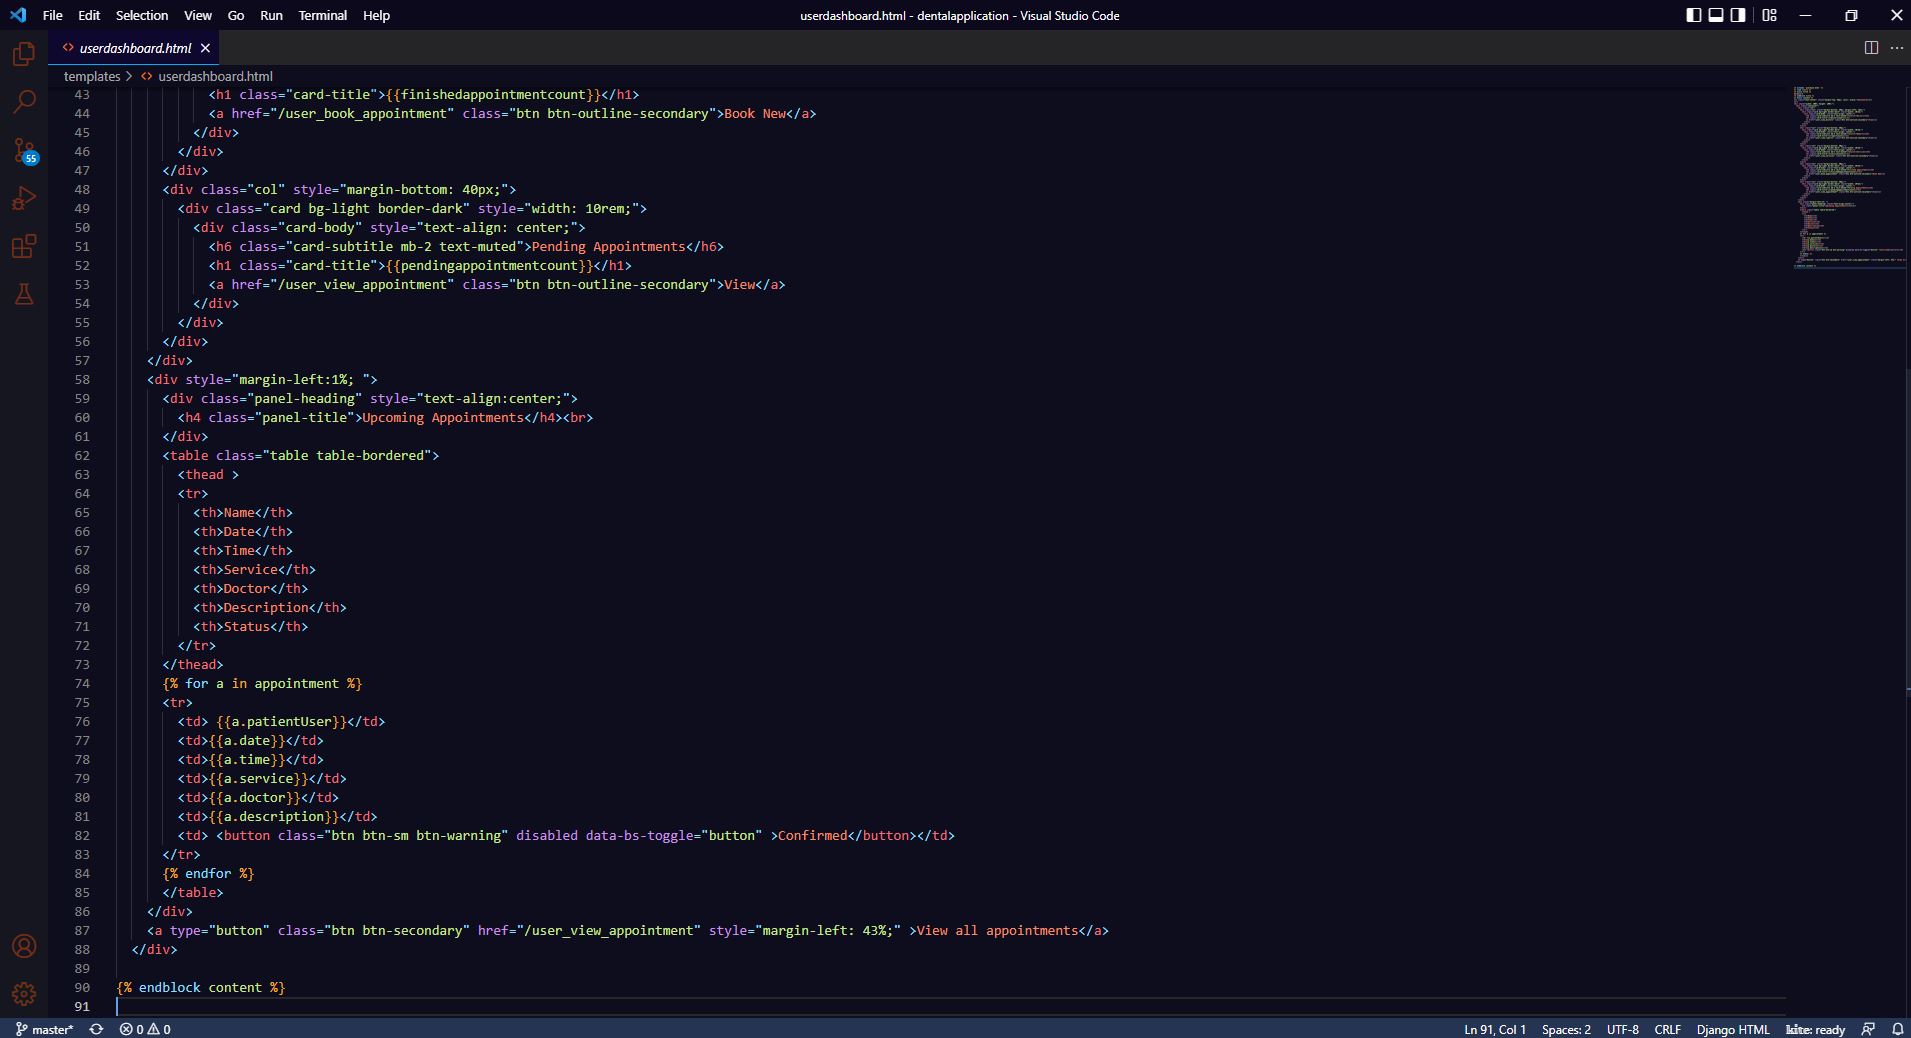 File Edit Selection View Go Run Terminal Help
userdashboard.html - dentalapplication - Visual Studio Code
userdashboard.html
templates > userdashboard.html
43 <h1 class="card-title">{{finishedappointmentcount}}</h1>
44 <a href="/user_book_appointment" class="btn btn-outline-secondary">Book New</a>
45 </div>
46 </div>
47 </div>
48 <div class="col" style="margin-bottom: 40px;">
49 <div class="card bg-light border-dark" style="width: 10rem;">
50 <div class="card-body" style="text-align: center;">
51 <h6 class="card-subtitle mb-2 text-muted">Pending Appointments</h6>
52 <h1 class="card-title">{{pendingappointmentcount}}</h1>
53 <a href="/user_view_appointment" class="btn btn-outline-secondary">View</a>
54 </div>
55 </div>
56 </div>
57 </div>
58 <div style="margin-left:1%; ">
59 <div class="panel-heading" style="text-align:center;">
60 <h4 class="panel-title">Upcoming Appointments</h4><br>
61 </div>
62 <table class="table table-bordered">
63 <thead >
64 <tr>
65 <th>Name</th>
66 <th>Date</th>
67 <th>Time</th>
68 <th>Service</th>
69 <th>Doctor</th>
70 <th>Description</th>
71 <th>Status</th>
72 </tr>
73 </thead>
74 {% for a in appointment %}
75 <tr>
76 <td> {{a.patientUser}}</td>
77 <td>{{a.date}}</td>
78 <td>{{a.time}}</td>
79 <td>{{a.service}}</td>
80 <td>{{a.doctor}}</td>
81 <td>{{a.description}}</td>
82 <td> <button class="btn btn-sm btn-warning" disabled data-bs-toggle="button" >Confirmed</button></td>
83 </tr>
84 {% endfor %}
85 </table>
86 </div>
87 <a type="button" class="btn btn-secondary" href="/user_view_appointment" style="margin-left: 43%;" >View all appointments</a>
88 </div>
89
90 {% endblock content %}
91
55
master* 0 0 Ln 91, Col 1 Spaces: 2 UTF-8 CRLF Django HTML kite: ready